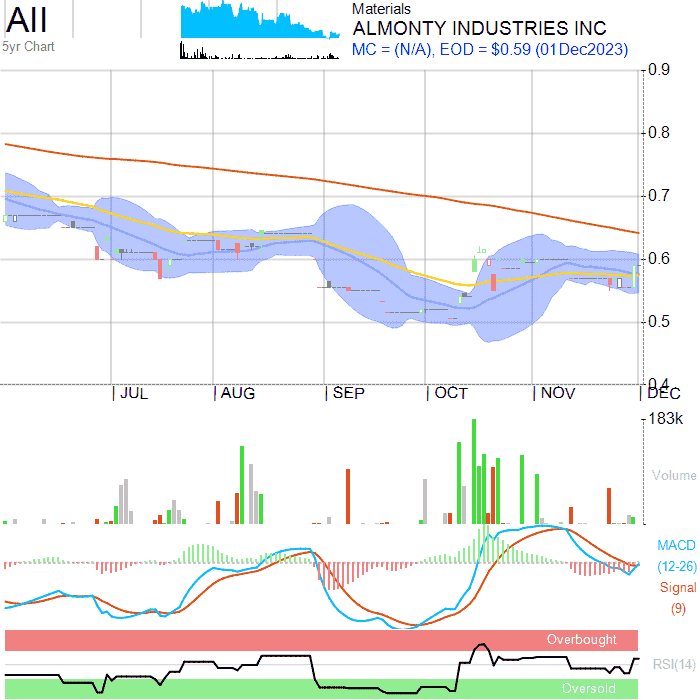 AII
5yr Chart
Materials
ALMONTY INDUSTRIES INC
MC = (N/A), EOD = $0.59 (01Dec2023)
0.9
0.8
0.7
0.6
0.5
0.4
JUL AUG SEP OCT NOV DEC
183k
Volume
MACD
(12-26)
Signal
(9)
Overbought
RSI(14)
Oversold